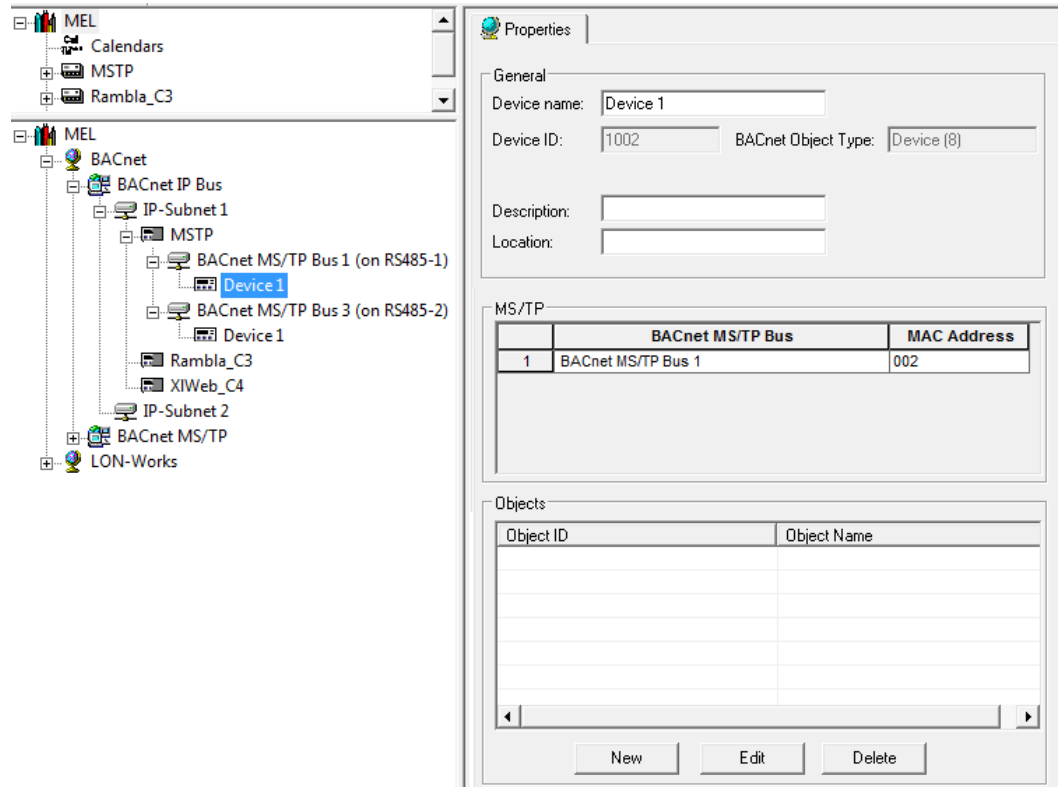 MEL
Calendars
MSTP
Rambla_C3
MEL
BACnet
BACnet IP Bus
IP-Subnet 1
MSTP
BACnet MS/TP Bus 1 (on RS485-1)
Device 1
BACnet MS/TP Bus 3 (on RS485-2)
Device 1
Rambla_C3
XlWeb_C4
IP-Subnet 2
BACnet MS/TP
LON-Works
Properties
General
Device name: Device 1
Device ID: 1002 BACnet Object Type: Device (8)
Description:
Location:
MS/TP
BACnet MS/TP Bus MAC Address
1 BACnet MS/TP Bus 1 002
Objects
Object ID Object Name
New Edit Delete